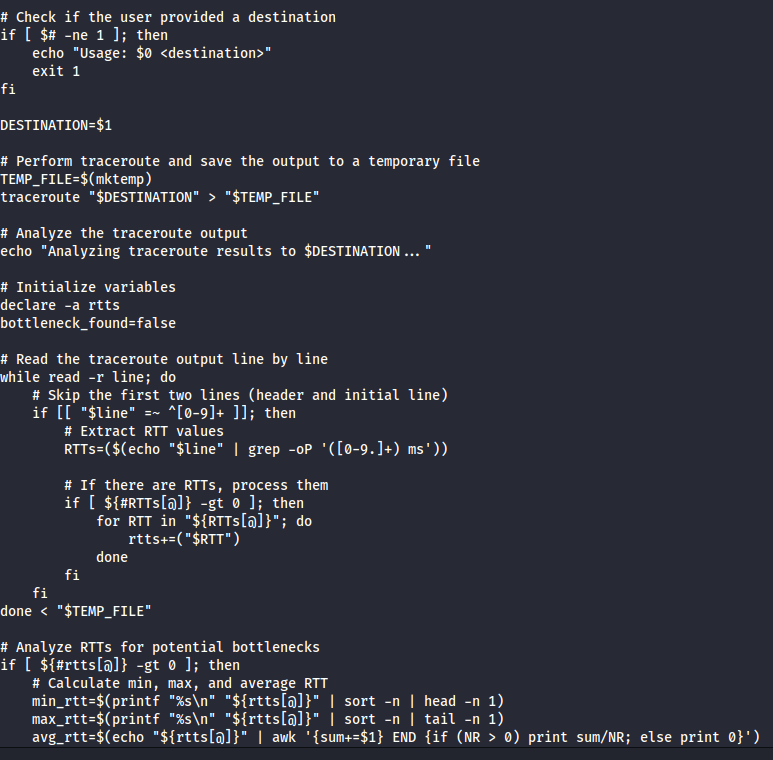 # Check if the user provided a destination
if [ $# -ne 1 ]; then
    echo "Usage: $0 <destination>"
    exit 1
fi

DESTINATION=$1

# Perform traceroute and save the output to a temporary file
TEMP_FILE=$(mktemp)
traceroute "$DESTINATION" > "$TEMP_FILE"

# Analyze the traceroute output
echo "Analyzing traceroute results to $DESTINATION..."

# Initialize variables
declare -a rtts
bottleneck_found=false

# Read the traceroute output line by line
while read -r line; do
    # Skip the first two lines (header and initial line)
    if [[ "$line" =~ ^[0-9]+ ]]; then
        # Extract RTT values
        RTTs=($(echo "$line" | grep -oP '([0-9.]+) ms'))

        # If there are RTTs, process them
        if [ ${#RTTs[@]} -gt 0 ]; then
            for RTT in "${RTTs[@]}"; do
                rtts+=("$RTT")
            done
        fi
    fi
done < "$TEMP_FILE"

# Analyze RTTs for potential bottlenecks
if [ ${#rtts[@]} -gt 0 ]; then
    # Calculate min, max, and average RTT
    min_rtt=$(printf "%s\n" "${rtts[@]}" | sort -n | head -n 1)
    max_rtt=$(printf "%s\n" "${rtts[@]}" | sort -n | tail -n 1)
    avg_rtt=$(echo "${rtts[@]}" | awk '{sum+=$1} END {if (NR > 0) print sum/NR; else print 0}')